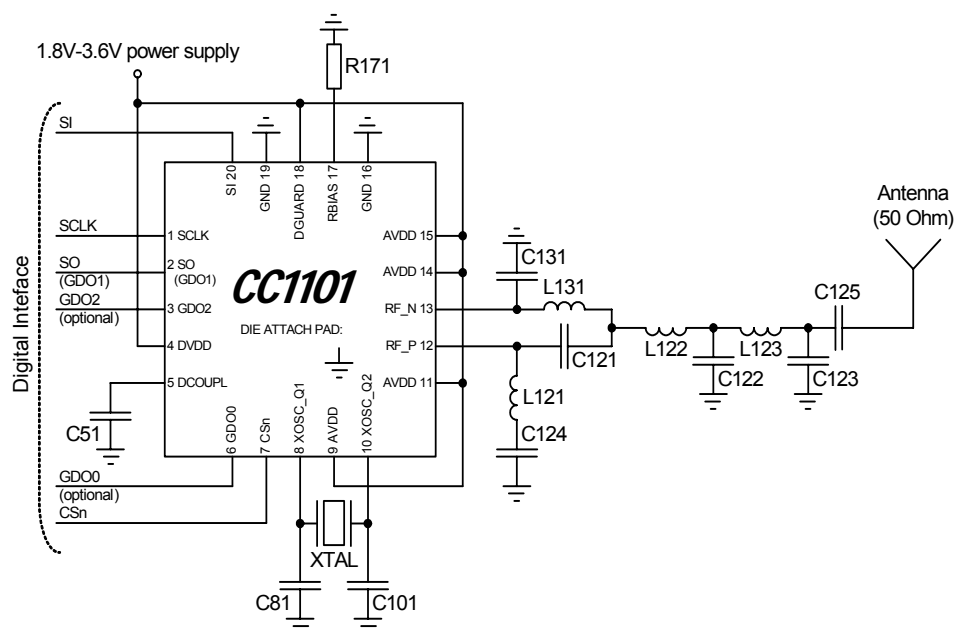 1.8V-3.6V power supply
R171
SI
SI 20
GND 19
DGUARD 18
RBIAS 17
GND 16
Antenna
(50 Ohm)
SCLK
1 SCLK
AVDD 15
SO
(GDO1)
2 SO
(GDO1)
AVDD 14
C131
L131
C125
GDO2
(optional)
3 GDO2
CC1101
RF_N 13
DIE ATTACH PAD:
4 DVDD
RF_P 12
C121
L122
L123
C122
C123
5 DCOUPL
AVDD 11
L121
C124
C51
6 GDO0
7 CSn
8 XOSC_Q1
9 AVDD
10 XOSC_Q2
GDO0
(optional)
CSn
XTAL
C81
C101
Digital Inteface